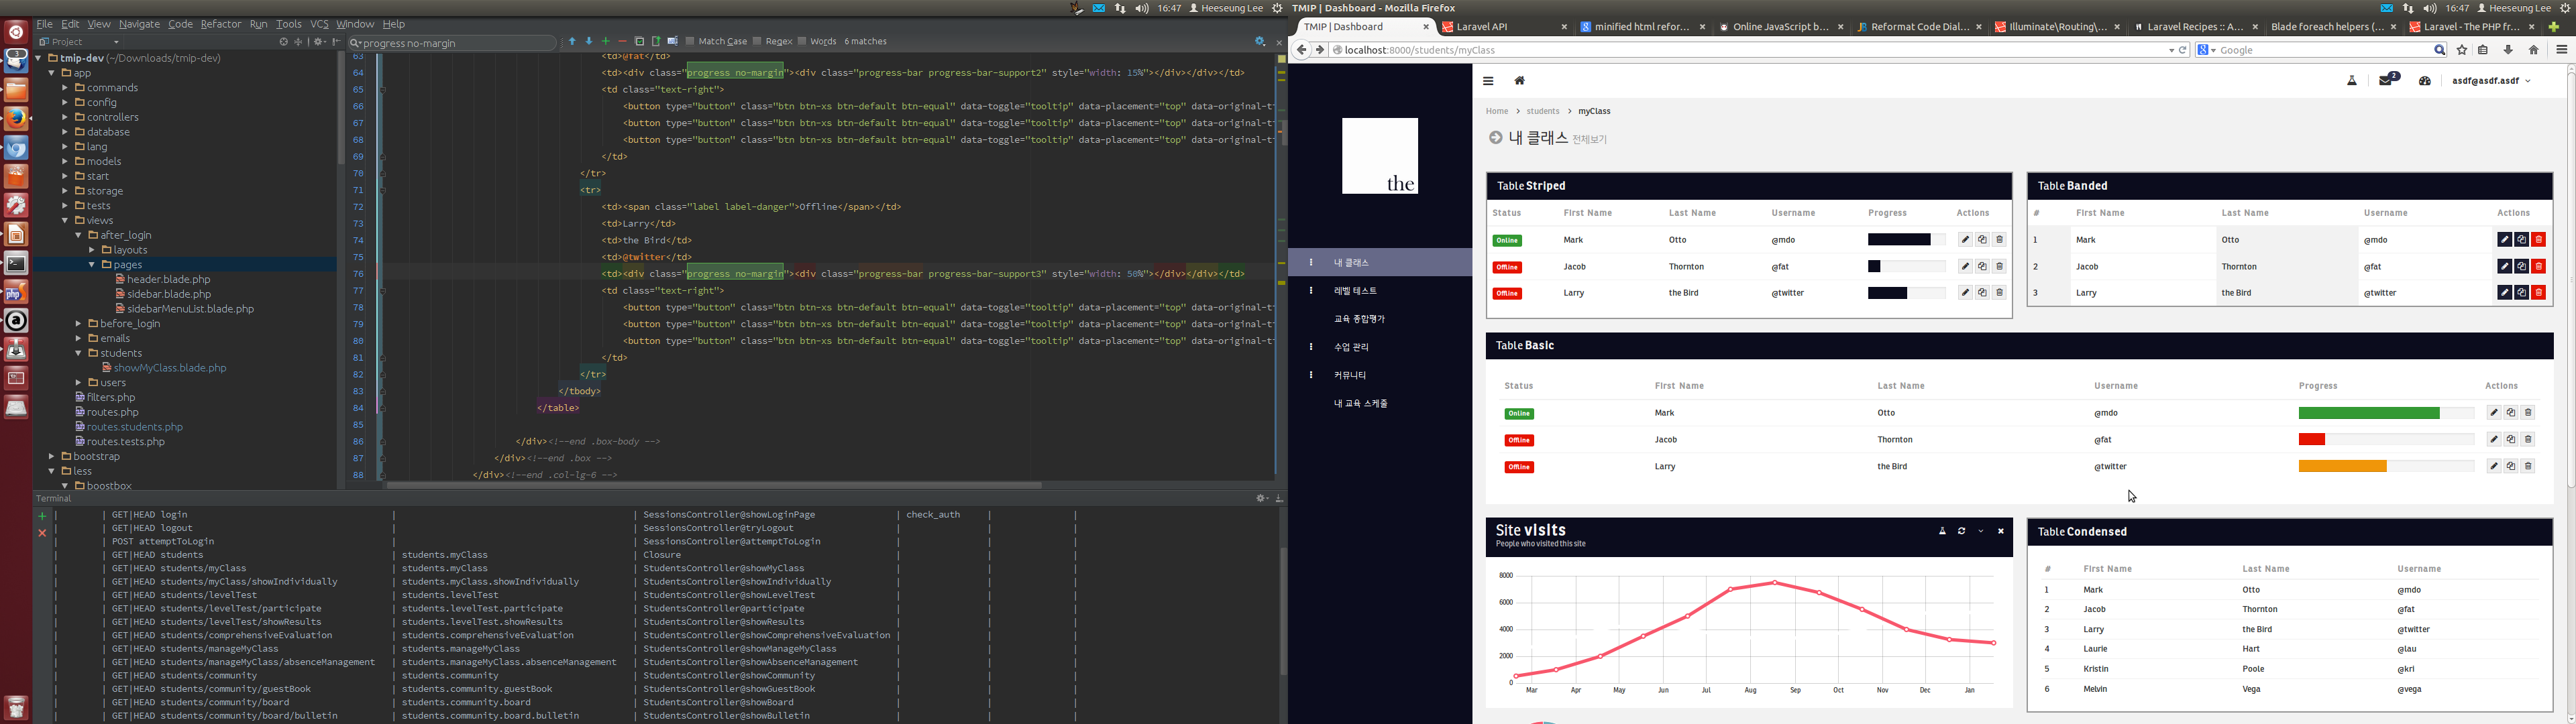 16:47 Heeseung Lee
TMIP | Dashboard - Mozilla Firefox
16:47 Heeseung Lee
File Edit View Navigate Code Refactor Run Tools VCS Window Help
Project
progress no-margin
Match Case Regex Words 6 matches
tmip-dev (~/Downloads/tmip-dev)
app
commands
config
controllers
database
lang
models
start
storage
tests
views
after_login
layouts
pages
header.blade.php
sidebar.blade.php
sidebarMenuList.blade.php
before_login
emails
students
showMyClass.blade.php
users
filters.php
routes.php
routes.students.php
routes.tests.php
bootstrap
less
boostbox
63 <td>@fat</td>
64 <td><div class="progress no-margin"><div class="progress-bar progress-bar-support2" style="width: 15%"></div></div></td>
65 <td class="text-right">
66 <button type="button" class="btn btn-xs btn-default btn-equal" data-toggle="tooltip" data-placement="top" data-original-t
67 <button type="button" class="btn btn-xs btn-default btn-equal" data-toggle="tooltip" data-placement="top" data-original-t
68 <button type="button" class="btn btn-xs btn-default btn-equal" data-toggle="tooltip" data-placement="top" data-original-t
69 </td>
70 </tr>
71 <tr>
72 <td><span class="label label-danger">Offline</span></td>
73 <td>Larry</td>
74 <td>the Bird</td>
75 <td>@twitter</td>
76 <td><div class="progress no-margin"><div class="progress-bar progress-bar-support3" style="width: 50%"></div></div></td>
77 <td class="text-right">
78 <button type="button" class="btn btn-xs btn-default btn-equal" data-toggle="tooltip" data-placement="top" data-original-t
79 <button type="button" class="btn btn-xs btn-default btn-equal" data-toggle="tooltip" data-placement="top" data-original-t
80 <button type="button" class="btn btn-xs btn-default btn-equal" data-toggle="tooltip" data-placement="top" data-original-t
81 </td>
82 </tr>
83 </tbody>
84 </table>
85
86 </div><!--end .box-body -->
87 </div><!--end .box -->
88 </div><!--end .col-lg-6 -->
Terminal
| | GET|HEAD login | | SessionsController@showLoginPage | check_auth | |
| | GET|HEAD logout | | SessionsController@tryLogout | | |
| | POST attemptToLogin | | SessionsController@attemptToLogin | | |
| | GET|HEAD students | students.myClass | Closure | | |
| | GET|HEAD students/myClass | students.myClass | StudentsController@showMyClass | | |
| | GET|HEAD students/myClass/showIndividually | students.myClass.showIndividually | StudentsController@showIndividually | | |
| | GET|HEAD students/levelTest | students.levelTest | StudentsController@showLevelTest | | |
| | GET|HEAD students/levelTest/participate | students.levelTest.participate | StudentsController@participate | | |
| | GET|HEAD students/levelTest/showResults | students.levelTest.showResults | StudentsController@showResults | | |
| | GET|HEAD students/comprehensiveEvaluation | students.comprehensiveEvaluation | StudentsController@showComprehensiveEvaluation | | |
| | GET|HEAD students/manageMyClass | students.manageMyClass | StudentsController@showManageMyClass | | |
| | GET|HEAD students/manageMyClass/absenceManagement | students.manageMyClass.absenceManagement | StudentsController@showAbsenceManagement | | |
| | GET|HEAD students/community | students.community | StudentsController@showCommunity | | |
| | GET|HEAD students/community/guestBook | students.community.guestBook | StudentsController@showGuestBook | | |
| | GET|HEAD students/community/board | students.community.board | StudentsController@showBoard | | |
| | GET|HEAD students/community/board/bulletin | students.community.board.bulletin | StudentsController@showBulletin | | |
TMIP | Dashboard
Laravel API
minified html refor...
Online JavaScript b...
Reformat Code Dial...
Illuminate\Routing\...
Laravel Recipes :: A...
Blade foreach helpers (...
Laravel - The PHP fr...
localhost:8000/students/myClass
Google
2 asdf@asdf.asdf
the
내 클래스
레벨 테스트
교육 종합평가
수업 관리
커뮤니티
내 교육 스케줄
Home > students > myClass
내 클래스 전체보기
Table Striped
Status First Name Last Name Username Progress Actions
Online Mark Otto @mdo
Offline Jacob Thornton @fat
Offline Larry the Bird @twitter
Table Banded
# First Name Last Name Username Actions
1 Mark Otto @mdo
2 Jacob Thornton @fat
3 Larry the Bird @twitter
Table Basic
Status First Name Last Name Username Progress Actions
Online Mark Otto @mdo
Offline Jacob Thornton @fat
Offline Larry the Bird @twitter
Site visits
People who visited this site
8000
6000
4000
2000
0
Mar Apr May Jun Jul Aug Sep Oct Nov Dec Jan
Table Condensed
# First Name Last Name Username
1 Mark Otto @mdo
2 Jacob Thornton @fat
3 Larry the Bird @twitter
4 Laurie Hart @lau
5 Kristin Poole @kri
6 Melvin Vega @vega